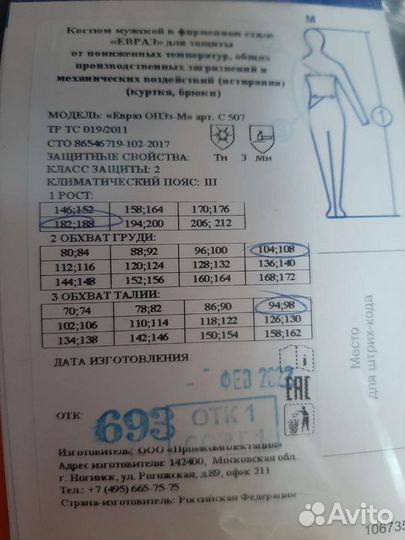 Костюм мужской в фирменном стиле
«ЕВРАЗ» для защиты
от пониженных температур, общих
производственных загрязнений и
механических воздействий (истирания)
(куртка, брюки)
М
1
МОДЕЛЬ: «Евраз ОПЗь-М» арт. С 507
ТР ТС 019/2011
СТО 86546719-102-2017
ЗАЩИТНЫЕ СВОЙСТВА: Тн З Ми
КЛАСС ЗАЩИТЫ: 2
КЛИМАТИЧЕСКИЙ ПОЯС: III
1 РОСТ:
146;152 158;164 170;176
182;188 194;200 206; 212
2 ОБХВАТ ГРУДИ:
80;84 88;92 96;100 104;108
112;116 120;124 128;132 136;140
144;148 152;156 160;164 168;172
3 ОБХВАТ ТАЛИИ:
70;74 78;82 86;90 94;98
102;106 110;114 118;122 126;130
134;138 142;146 150;154 158;162
ДАТА ИЗГОТОВЛЕНИЯ
ФЕВ
EAC
ОТК 693 ОТК 1
Изготовитель: ООО «Промкомплектация»
Адрес изготовителя: 142400, Московская обл.
г. Ногинск, ул. Рогожская, д.89, офис 211
Тел.: +7 (495) 665-75-75
Страна-изготовитель: Российская Федерация
Место
для штрих-кода
106735
Avito